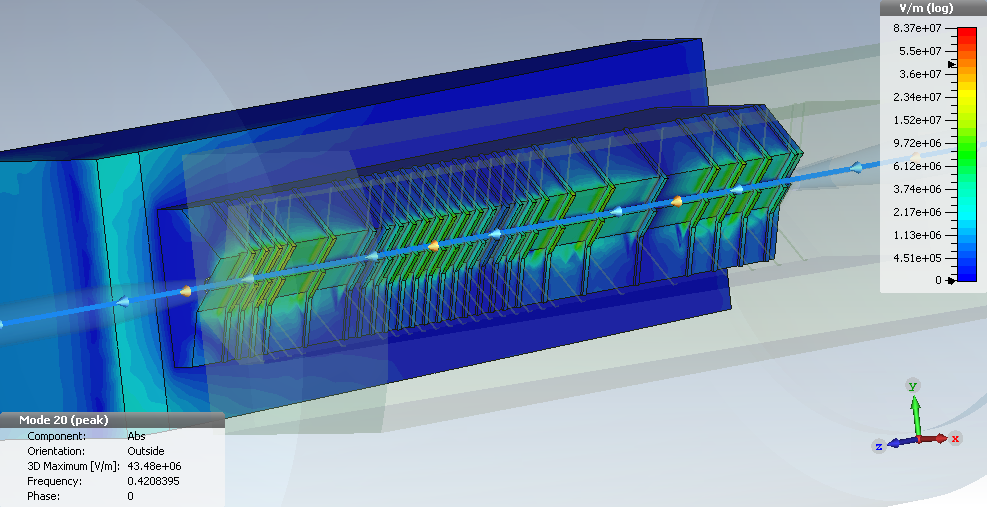 V/m (log)
8.37e+07
5.5e+07
3.6e+07
2.34e+07
1.52e+07
9.72e+06
6.12e+06
3.74e+06
2.17e+06
1.13e+06
4.51e+05
0
y
z
x
Mode 20 (peak)
Component: Abs
Orientation: Outside
3D Maximum [V/m]: 43.48e+06
Frequency: 0.4208395
Phase: 0